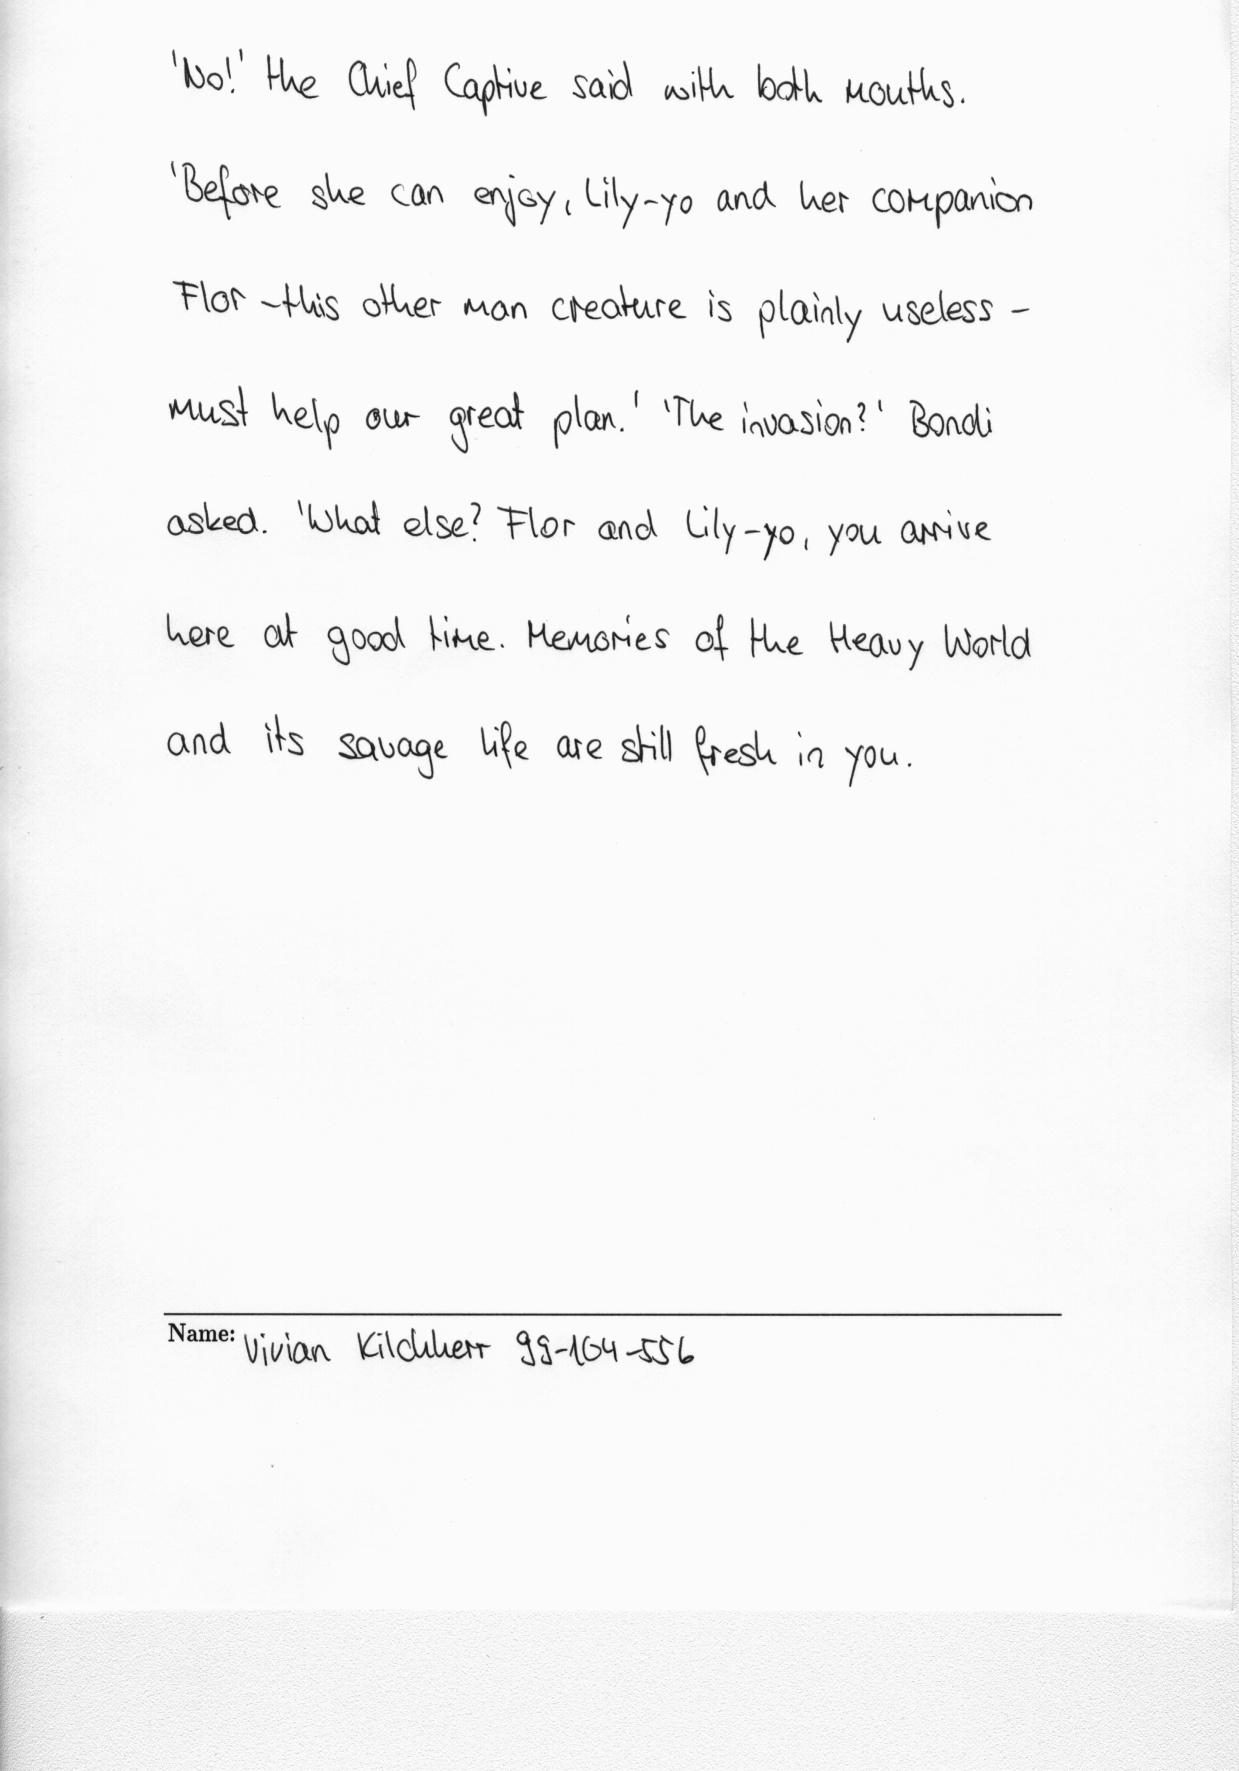 'No!' the Chief Captive said with both mouths.
'Before she can enjoy, Lily-yo and her companion
Flor - this other man creature is plainly useless -
must help our great plan.' 'The invasion?' Bondi
asked. 'What else? Flor and Lily-yo, you arrive
here at good time. Memories of the Heavy World
and its savage life are still fresh in you.
Name: Vivian Kilchherr 99-104-556